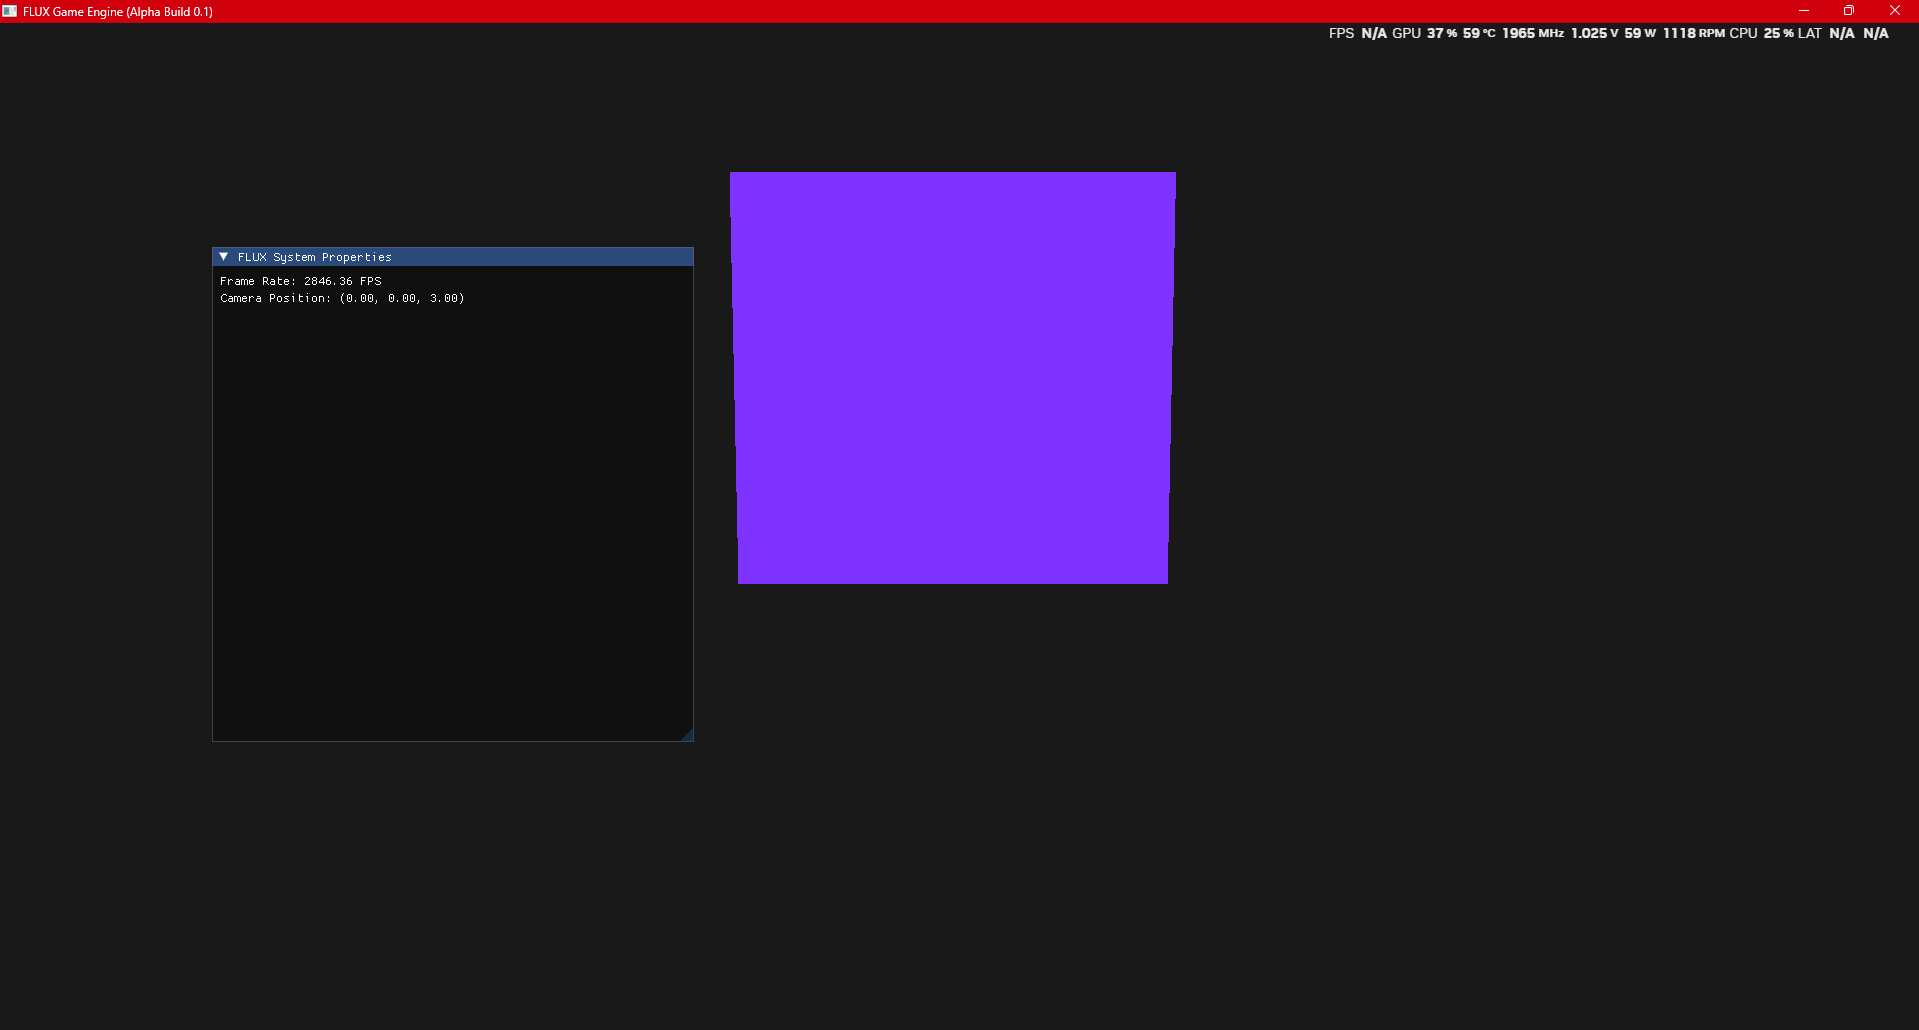 FLUX Game Engine (Alpha Build 0.1)
FPS N/A GPU 37 % 59 °C 1965 MHz 1.025 V 59 W 1118 RPM CPU 25 % LAT N/A N/A
FLUX System Properties
Frame Rate: 2846.36 FPS
Camera Position: (0.00, 0.00, 3.00)